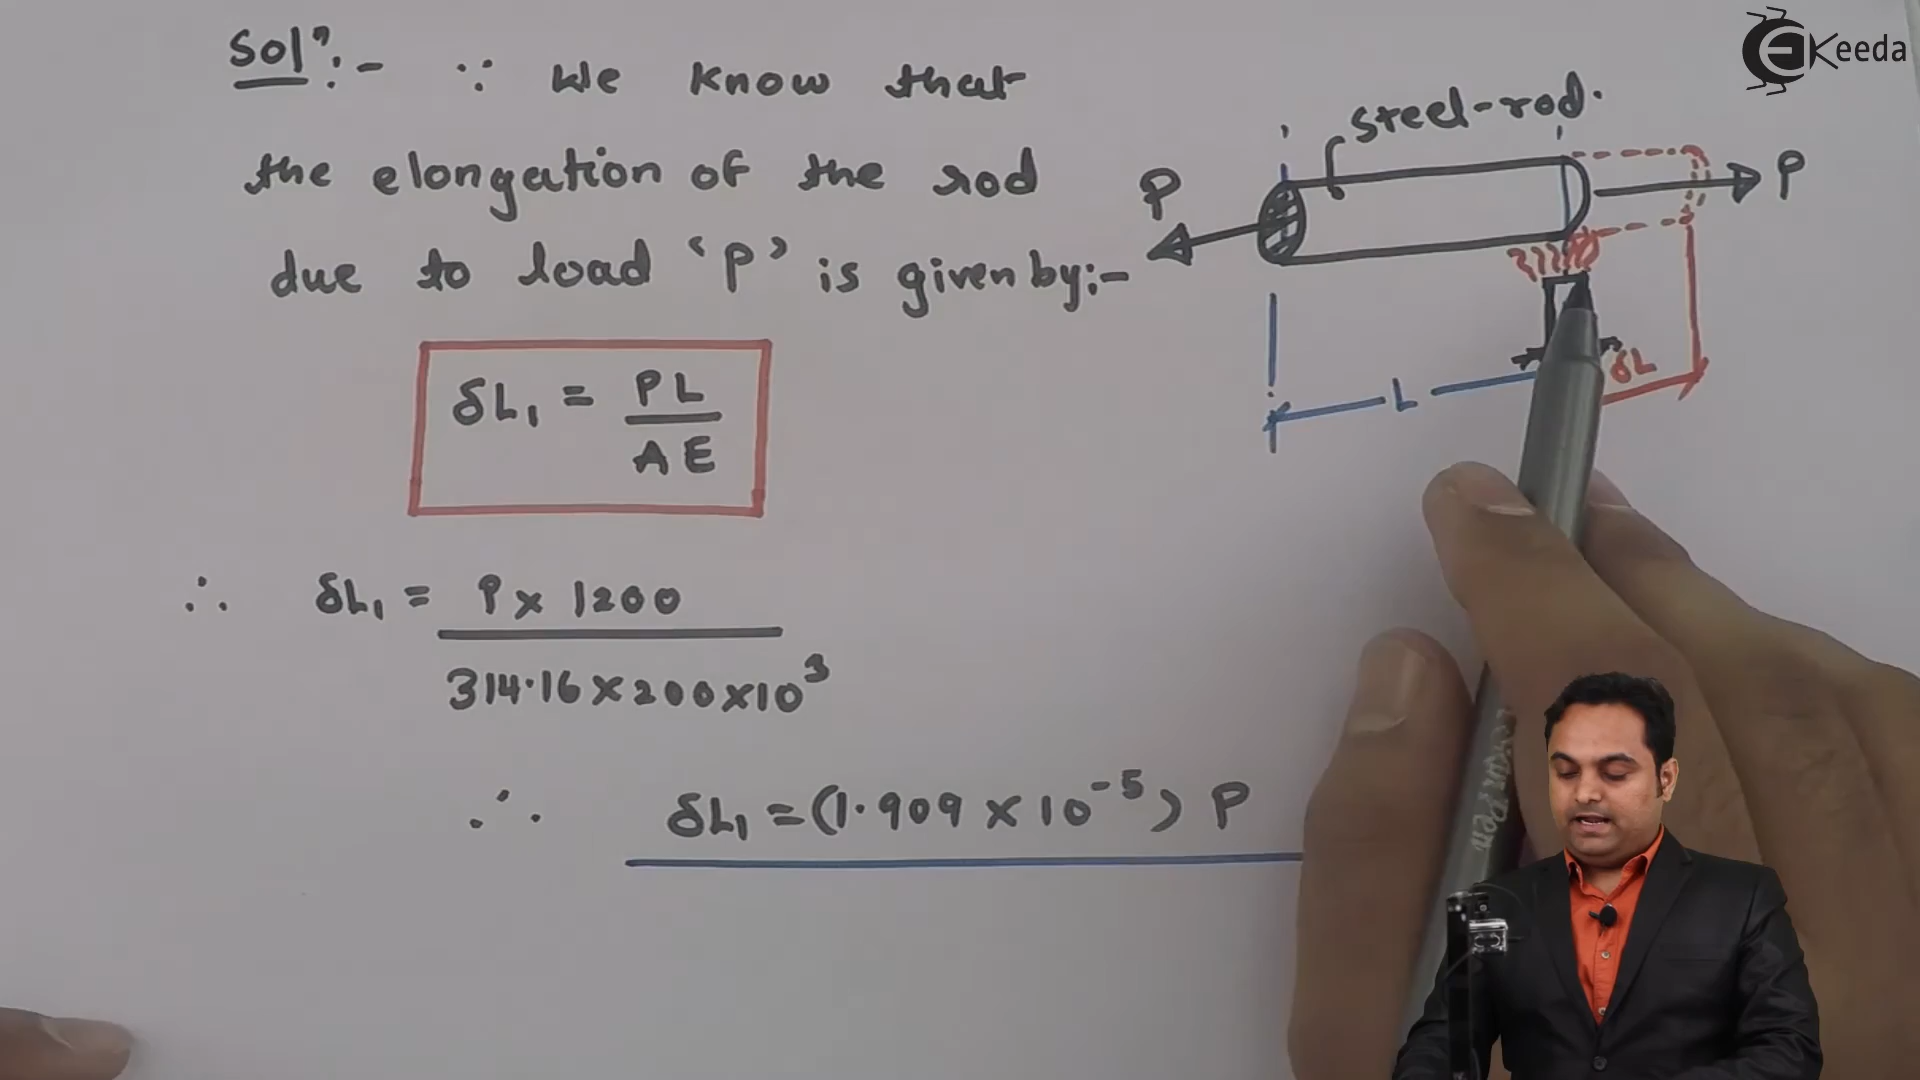 Solⁿ:- ∵ We know that
the elongation of the rod
due to load 'P' is given by:-
δL₁ = PL / AE
∴ δL₁ = P x 1200
314.16 x 200 x 10³
∴ δL₁ = (1.909 x 10⁻⁵) P
steel-rod.
P
P
L
δL
EKeeda